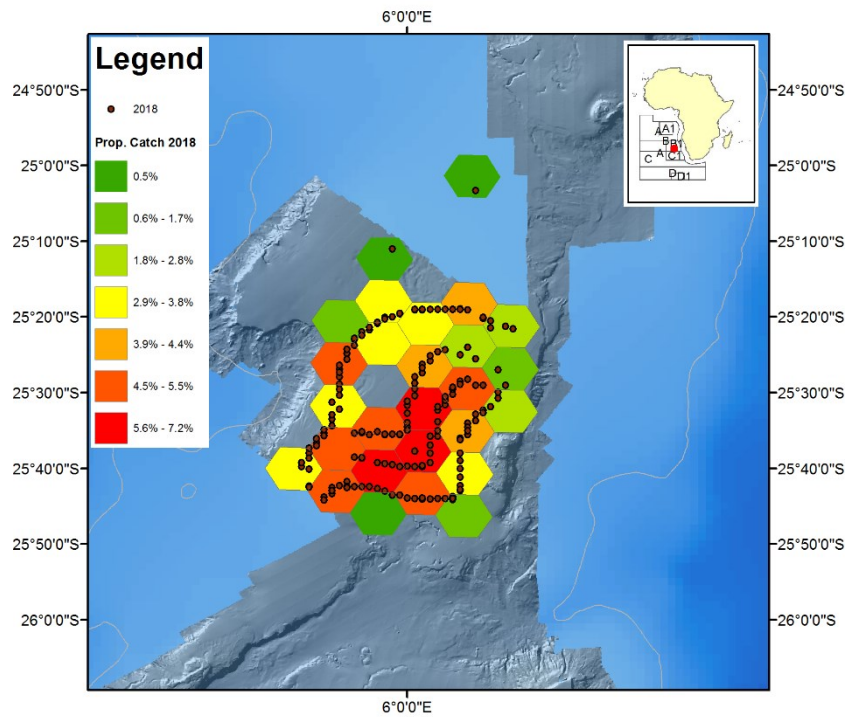 6°0'0"E
Legend
2018
Prop. Catch 2018
0.5%
0.6% - 1.7%
1.8% - 2.8%
2.9% - 3.8%
3.9% - 4.4%
4.5% - 5.5%
5.6% - 7.2%
24°50'0"S
25°0'0"S
25°10'0"S
25°20'0"S
25°30'0"S
25°40'0"S
25°50'0"S
26°0'0"S
A A1
B
A C1
C
D
24°50'0"S
25°0'0"S
25°10'0"S
25°20'0"S
25°30'0"S
25°40'0"S
25°50'0"S
26°0'0"S
6°0'0"E